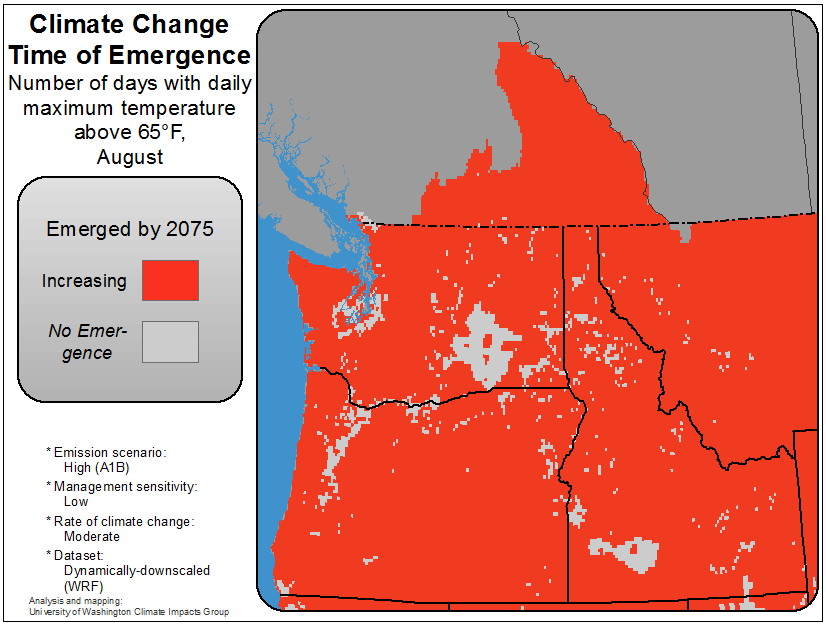 Climate Change
Time of Emergence
Number of days with daily
maximum temperature
above 65°F,
August
Emerged by 2075
Increasing
No Emer-
gence
* Emission scenario:
High (A1B)
* Management sensitivity:
Low
* Rate of climate change:
Moderate
* Dataset:
Dynamically-downscaled
(WRF)
Analysis and mapping:
University of Washington Climate Impacts Group